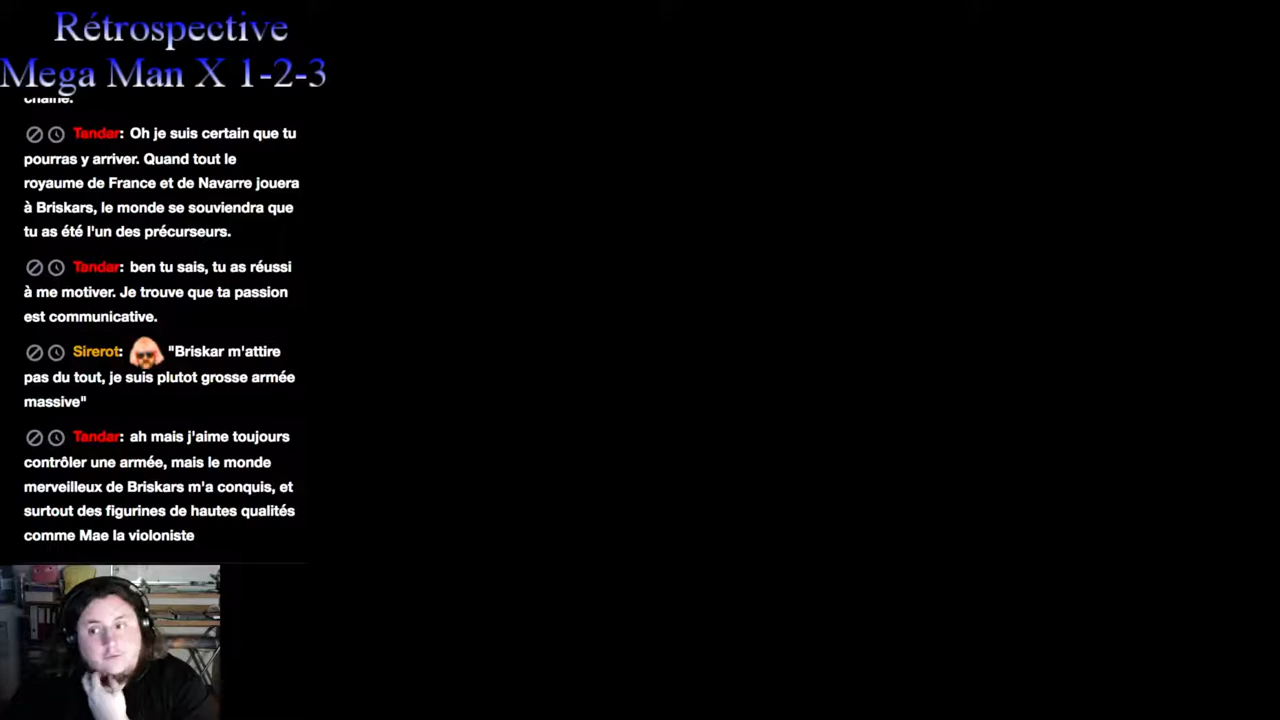 Rétrospective
Mega Man X 1-2-3
chaine.
Tandar: Oh je suis certain que tu
pourras y arriver. Quand tout le
royaume de France et de Navarre jouera
à Briskars, le monde se souviendra que
tu as été l'un des précurseurs.
Tandar: ben tu sais, tu as réussi
à me motiver. Je trouve que ta passion
est communicative.
Sirerot: "Briskar m'attire
pas du tout, je suis plutot grosse armée
massive"
Tandar: ah mais j'aime toujours
contrôler une armée, mais le monde
merveilleux de Briskars m'a conquis, et
surtout des figurines de hautes qualités
comme Mae la violoniste